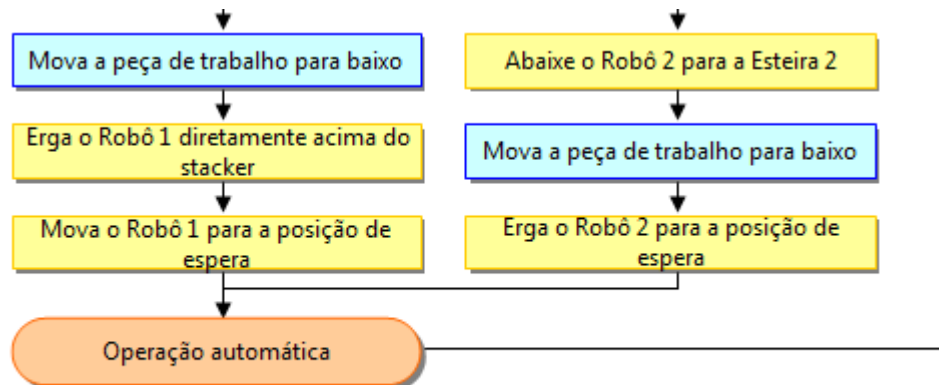 Mova a peça de trabalho para baixo
Erga o Robô 1 diretamente acima do
stacker
Mova o Robô 1 para a posição de
espera
Abaixe o Robô 2 para a Esteira 2
Mova a peça de trabalho para baixo
Erga o Robô 2 para a posição de
espera
Operação automática